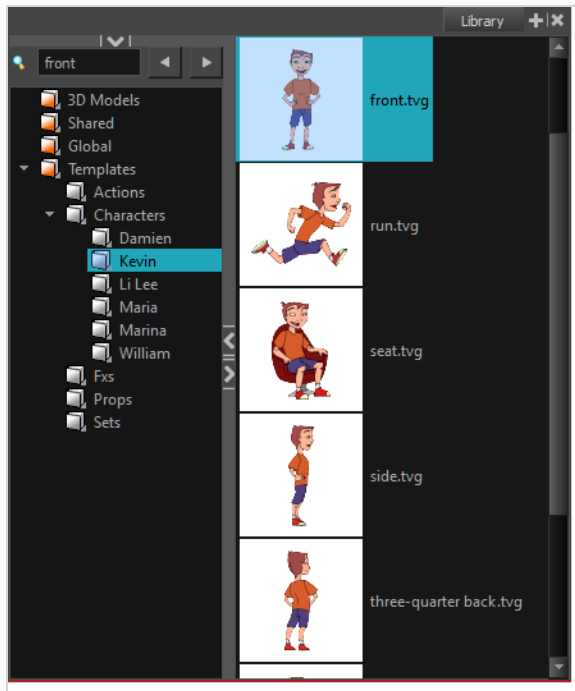 Library
front
3D Models
Shared
Global
Templates
Actions
Characters
Damien
Kevin
Li Lee
Maria
Marina
William
Fxs
Props
Sets
front.tvg
run.tvg
seat.tvg
side.tvg
three-quarter back.tvg